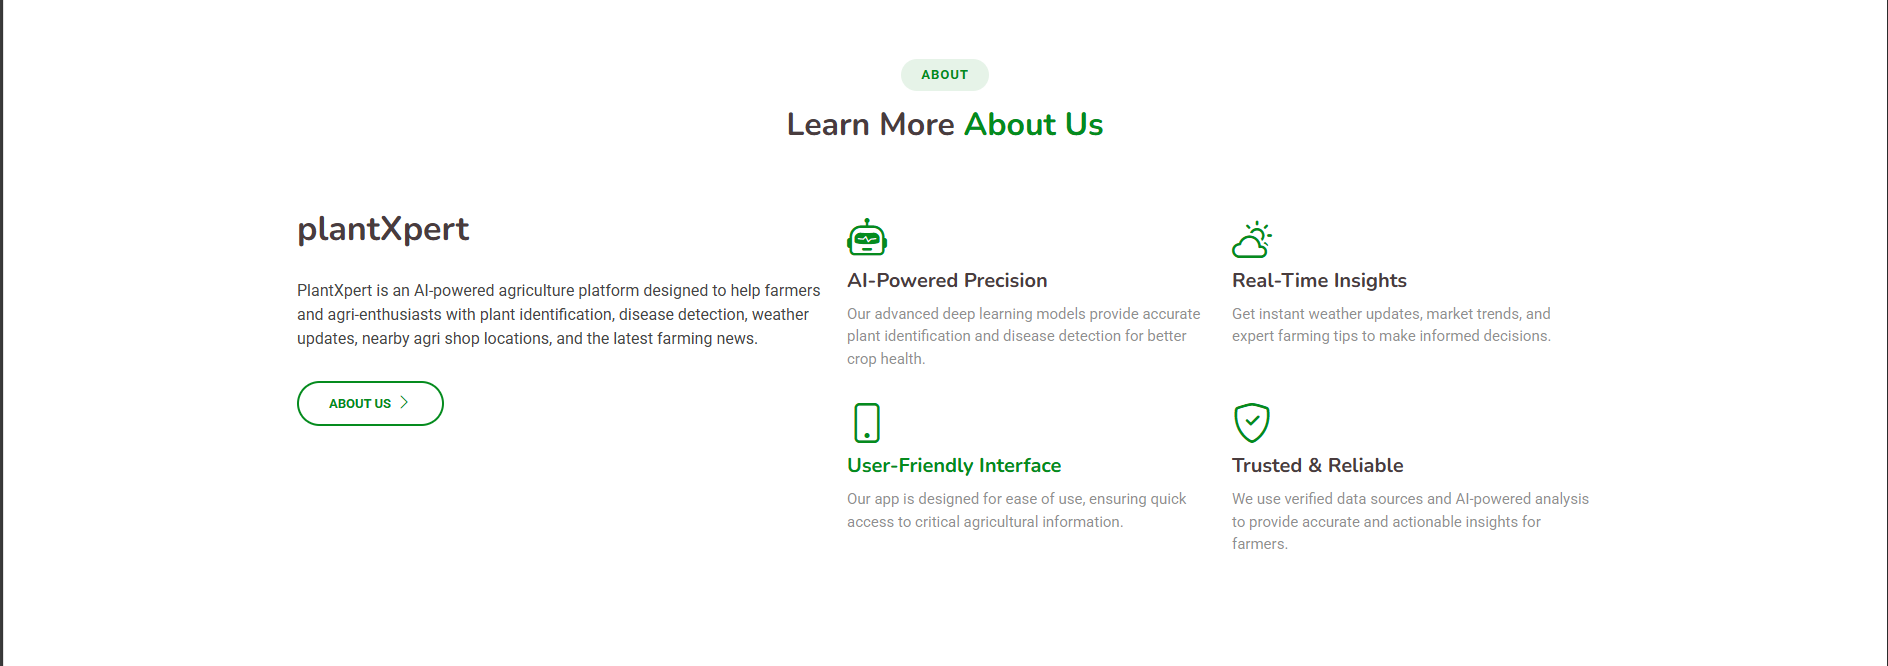 ABOUT
Learn More About Us
plantXpert
PlantXpert is an AI-powered agriculture platform designed to help farmers
and agri-enthusiasts with plant identification, disease detection, weather
updates, nearby agri shop locations, and the latest farming news.
ABOUT US
AI-Powered Precision
Our advanced deep learning models provide accurate
plant identification and disease detection for better
crop health.
Real-Time Insights
Get instant weather updates, market trends, and
expert farming tips to make informed decisions.
User-Friendly Interface
Our app is designed for ease of use, ensuring quick
access to critical agricultural information.
Trusted & Reliable
We use verified data sources and AI-powered analysis
to provide accurate and actionable insights for
farmers.